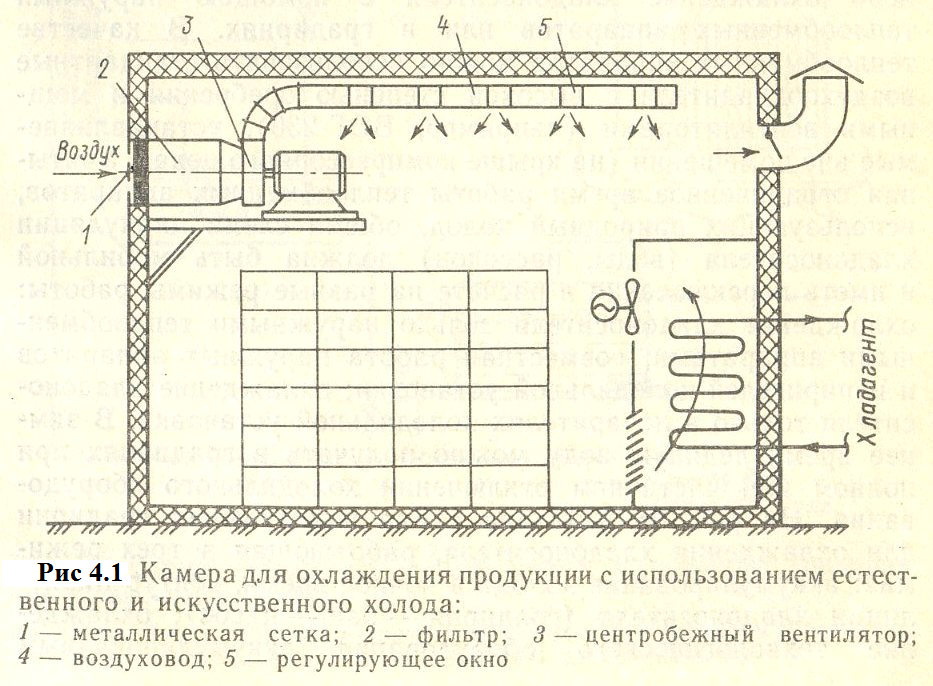 3
4
5
2
Воздух
1
Хладагент
Рис 4.1 Камера для охлаждения продукции с использованием естест-
венного и искусственного холода:
1 — металлическая сетка; 2 — фильтр; 3 — центробежный вентилятор;
4 — воздуховод; 5 — регулирующее окно